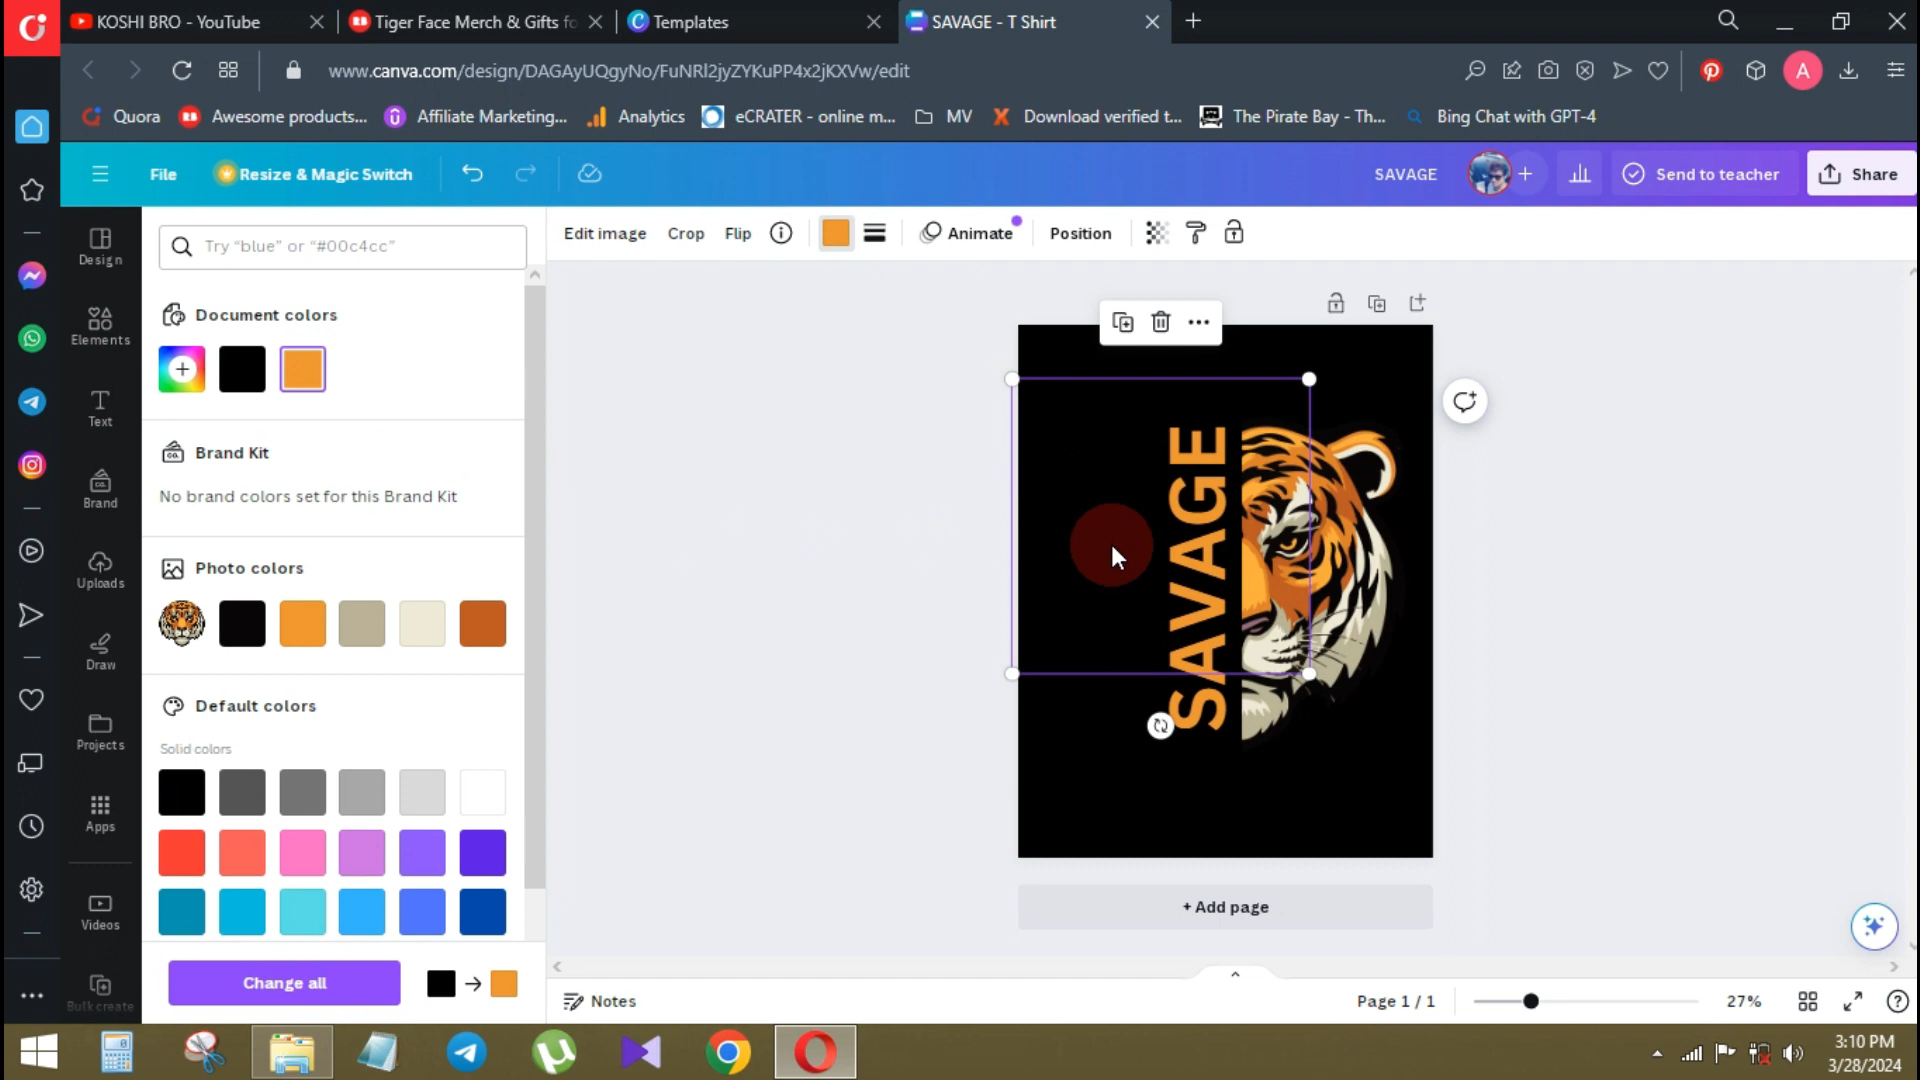 KOSHI BRO - YouTube
Tiger Face Merch & Gifts fo
Templates
SAVAGE - T Shirt
www.canva.com/design/DAGAyUQgyNo/FuNRl2jyZYKuPP4x2jKXVw/edit
A
Quora
Awesome products...
Affiliate Marketing...
Analytics
eCRATER - online m...
MV
Download verified t...
The Pirate Bay - Th...
Bing Chat with GPT-4
File
Resize & Magic Switch
SAVAGE
Send to teacher
Share
Design
Elements
Text
Brand
Uploads
Draw
Projects
Apps
Videos
Bulk create
Try “blue” or “#00c4cc”
Document colors
Brand Kit
No brand colors set for this Brand Kit
Photo colors
Default colors
Solid colors
Change all
Edit image
Crop
Flip
Animate
Position
SAVAGE
+ Add page
Notes
Page 1 / 1
27%
3:10 PM
3/28/2024